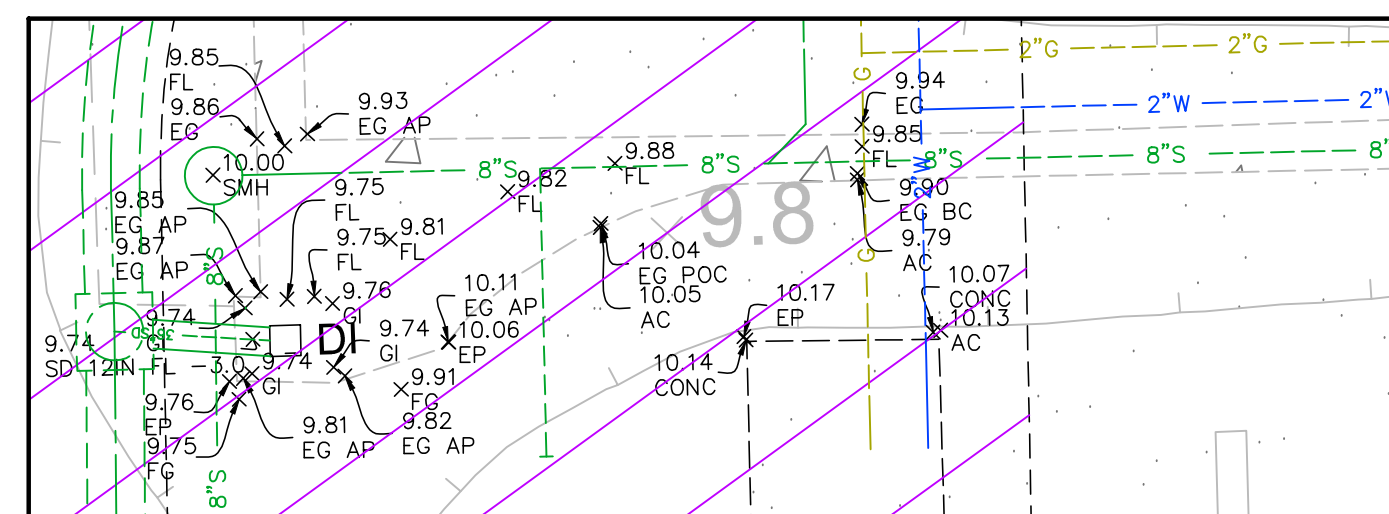 9.85
FL
9.86
EG
9.93
EG AP
10.00
SMH
8"S
8"S
8"S
8"S
8"
9.88
FL
9.82
FL
9.94
EG
9.85
FL
9.90
EG BC
9.79
AC
2"G
2"G
G
G
2"W
2"W
2"W
9.8
9.85
EG AP
9.87
EG AP
8"S
9.75
FL
9.75
FL
9.81
FL
9.76
GI
10.04
EG POC
10.05
AC
10.11
EG AP
10.06
EP
10.17
EP
10.14
CONC
10.07
CONC
10.13
AC
9.74
GI
9.74
SD 12IN FL -3.0
DI
9.74
GI
9.74
GI
9.76
EP
9.75
FG
9.81
EG AP
9.91
FG
9.82
EG AP
8"S